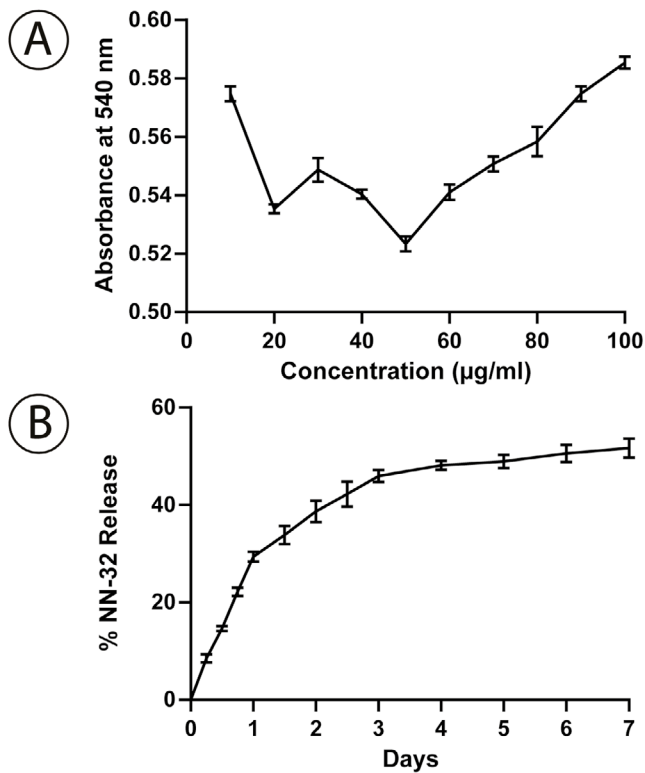 A
Absorbance at 540 nm
0.60
0.58
0.56
0.54
0.52
0.50
0 20 40 60 80 100
Concentration (µg/ml)
B
% NN-32 Release
60
40
20
0
0 1 2 3 4 5 6 7
Days